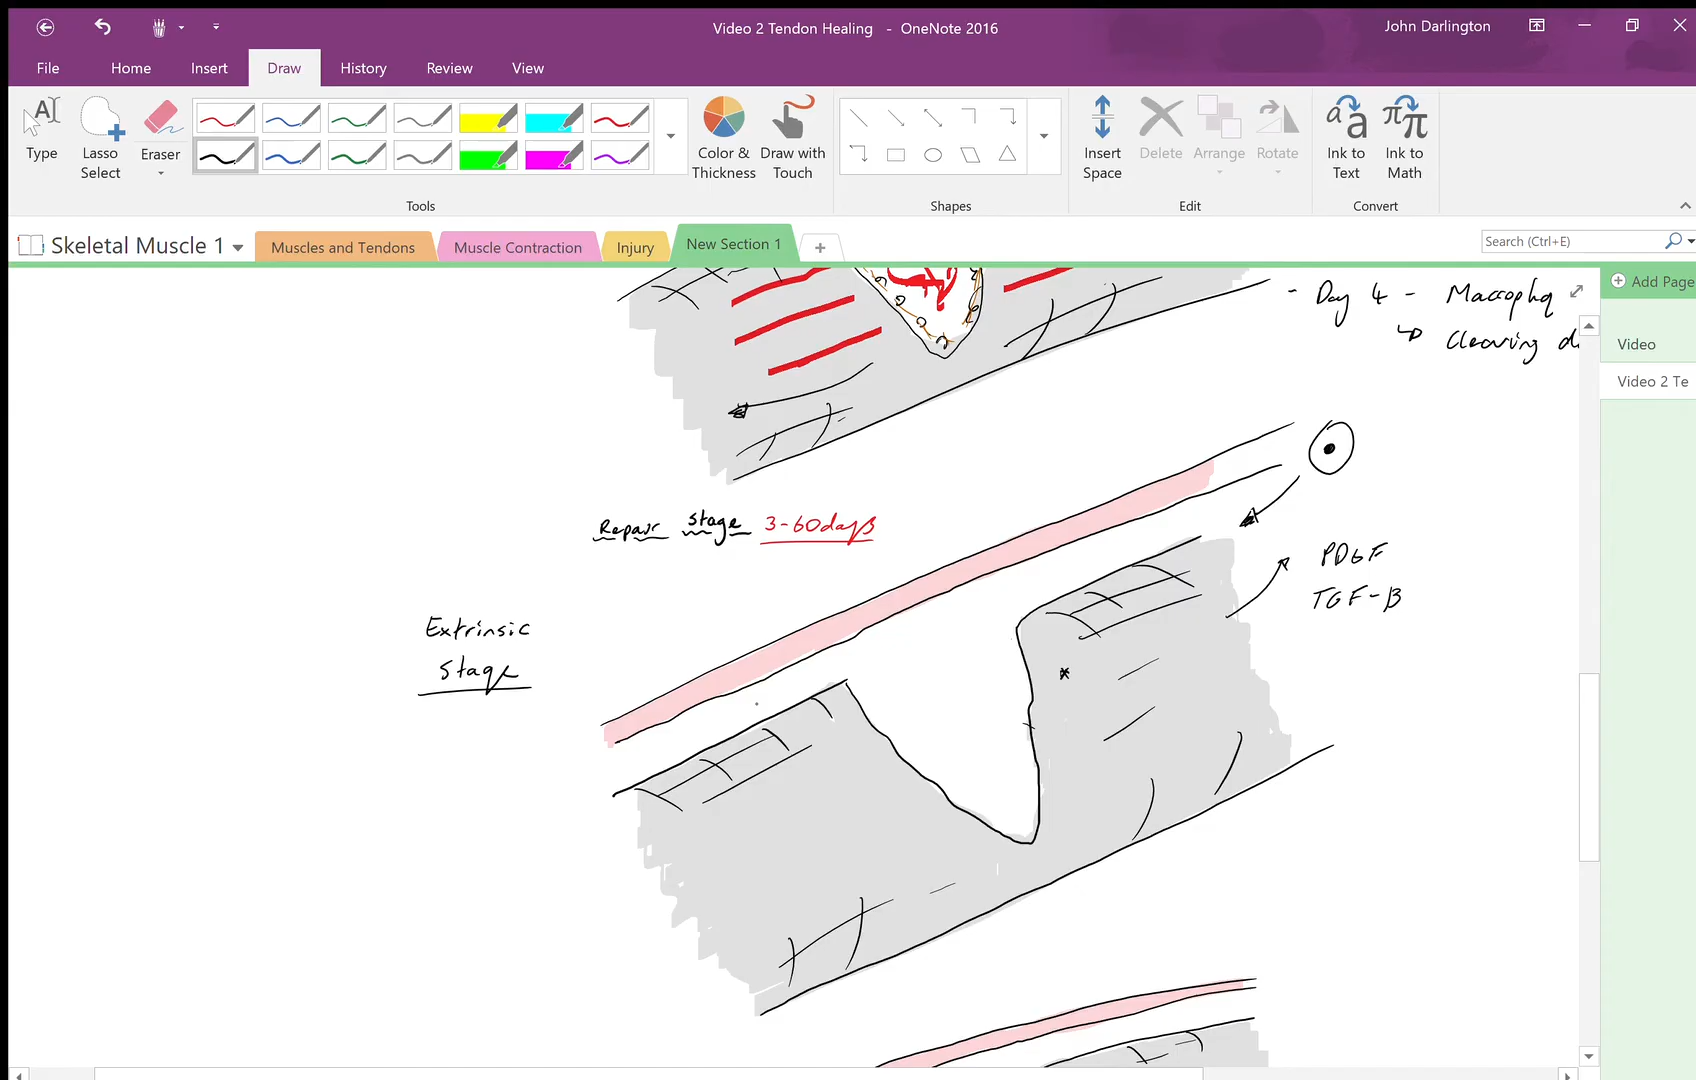 Video 2 Tendon Healing - OneNote 2016
John Darlington
File Home Insert Draw History Review View
Type
Lasso Select
Eraser
Color & Thickness
Draw with Touch
Insert Space
Delete
Arrange
Rotate
Ink to Text
Ink to Math
Tools
Shapes
Edit
Convert
Skeletal Muscle 1
Muscles and Tendons
Muscle Contraction
Injury
New Section 1
Search (Ctrl+E)
Add Page
Video
Video 2 Te
- Day 4 - Macropha
Clearing d
Repair Stage 3-60days
PDGF
TGF-β
Extrinsic
Stage